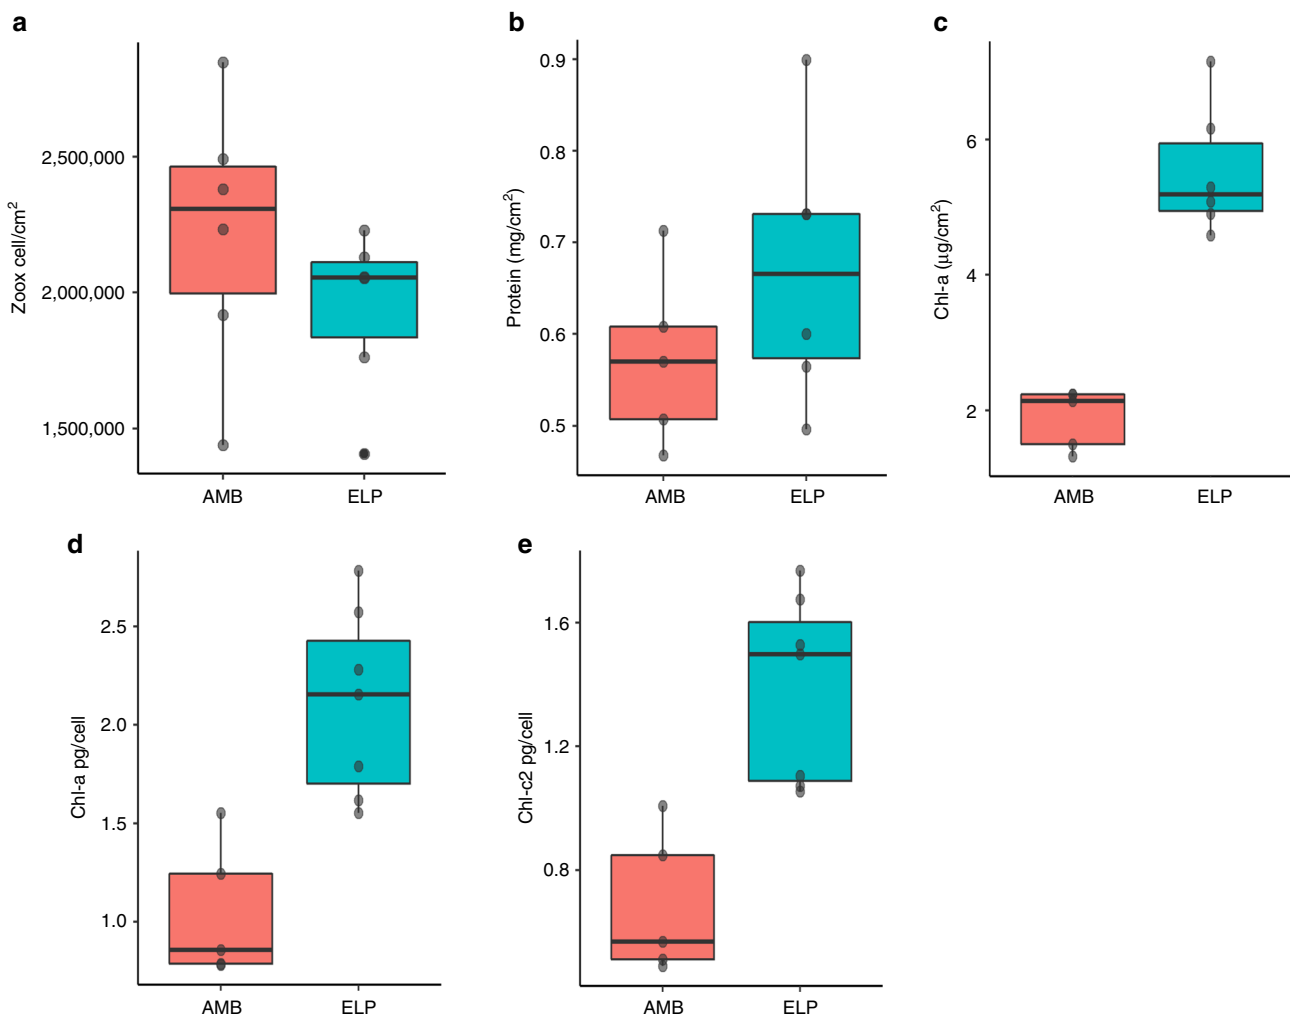 a
Zoox cell/cm²
2,500,000
2,000,000
1,500,000
AMB
ELP
b
Protein (mg/cm²)
0.9
0.8
0.7
0.6
0.5
AMB
ELP
c
Chl-a (μg/cm²)
6
4
2
AMB
ELP
d
Chl-a pg/cell
2.5
2.0
1.5
1.0
AMB
ELP
e
Chl-c2 pg/cell
1.6
1.2
0.8
AMB
ELP